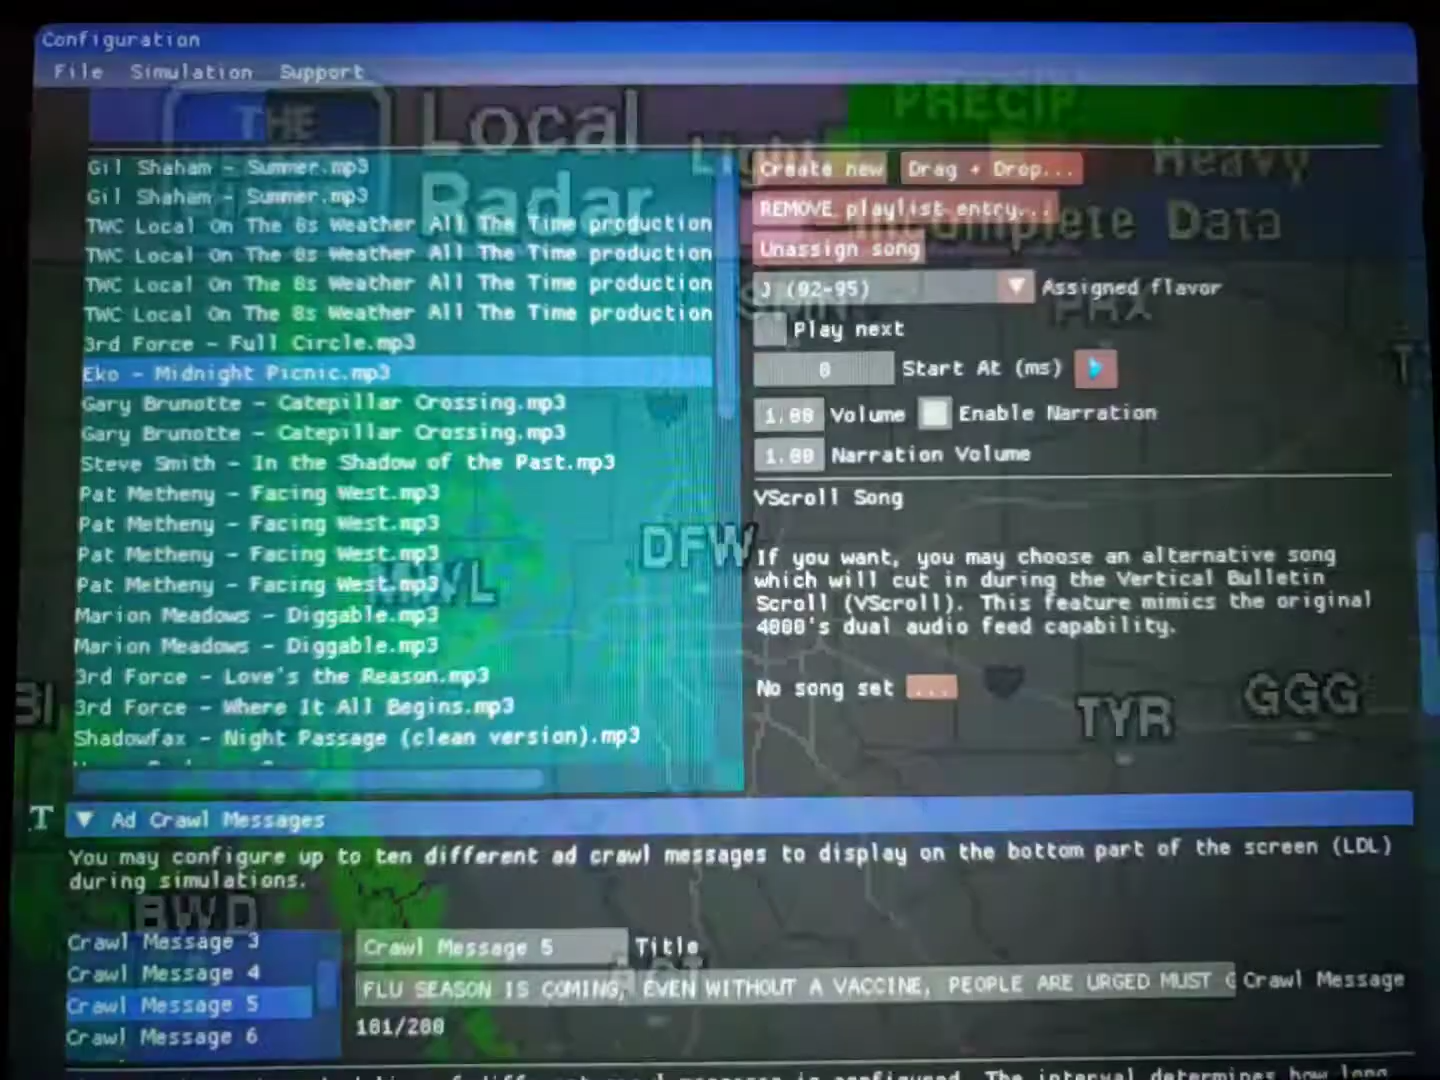 Configuration
File Simulation Support
THE
Local
Radar
PRECIP
Light
Heavy
Incomplete Data
Gil Shaham - Summer.mp3
Gil Shaham - Summer.mp3
TWC Local On The 8s Weather All The Time production
TWC Local On The 8s Weather All The Time production
TWC Local On The 8s Weather All The Time production
TWC Local On The 8s Weather All The Time production
3rd Force - Full Circle.mp3
Eko - Midnight Picnic.mp3
Gary Brunotte - Catepillar Crossing.mp3
Gary Brunotte - Catepillar Crossing.mp3
Steve Smith - In the Shadow of the Past.mp3
Pat Metheny - Facing West.mp3
Pat Metheny - Facing West.mp3
Pat Metheny - Facing West.mp3
Pat Metheny - Facing West.mp3
Marion Meadows - Diggable.mp3
Marion Meadows - Diggable.mp3
3rd Force - Love's the Reason.mp3
3rd Force - Where It All Begins.mp3
Shadowfax - Night Passage (clean version).mp3
Create new Drag + Drop...
REMOVE playlist entry...
Unassign song
J (92-95) Assigned flavor
Play next
0 Start At (ms)
1.00 Volume Enable Narration
1.00 Narration Volume
VScroll Song
If you want, you may choose an alternative song
which will cut in during the Vertical Bulletin
Scroll (VScroll). This feature mimics the original
4000's dual audio feed capability.
No song set ...
PRX
DFW
MWL
TYR
GGG
T
Ad Crawl Messages
You may configure up to ten different ad crawl messages to display on the bottom part of the screen (LDL)
during simulations.
BWD
Crawl Message 3
Crawl Message 4
Crawl Message 5
Crawl Message 6
Crawl Message 5 Title
FLU SEASON IS COMING, EVEN WITHOUT A VACCINE, PEOPLE ARE URGED MUST Crawl Message
101/200